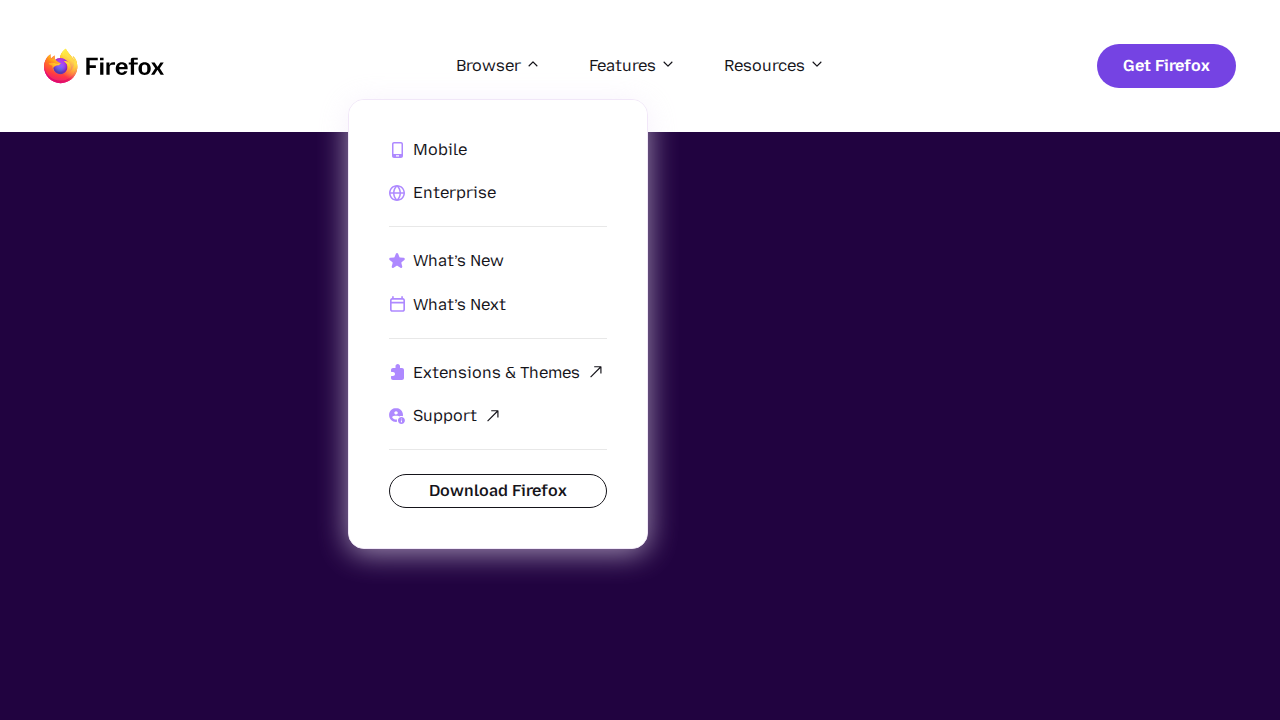 Firefox
Browser
Features
Resources
Get Firefox
Mobile
Enterprise
What's New
What's Next
Extensions & Themes
Support
Download Firefox